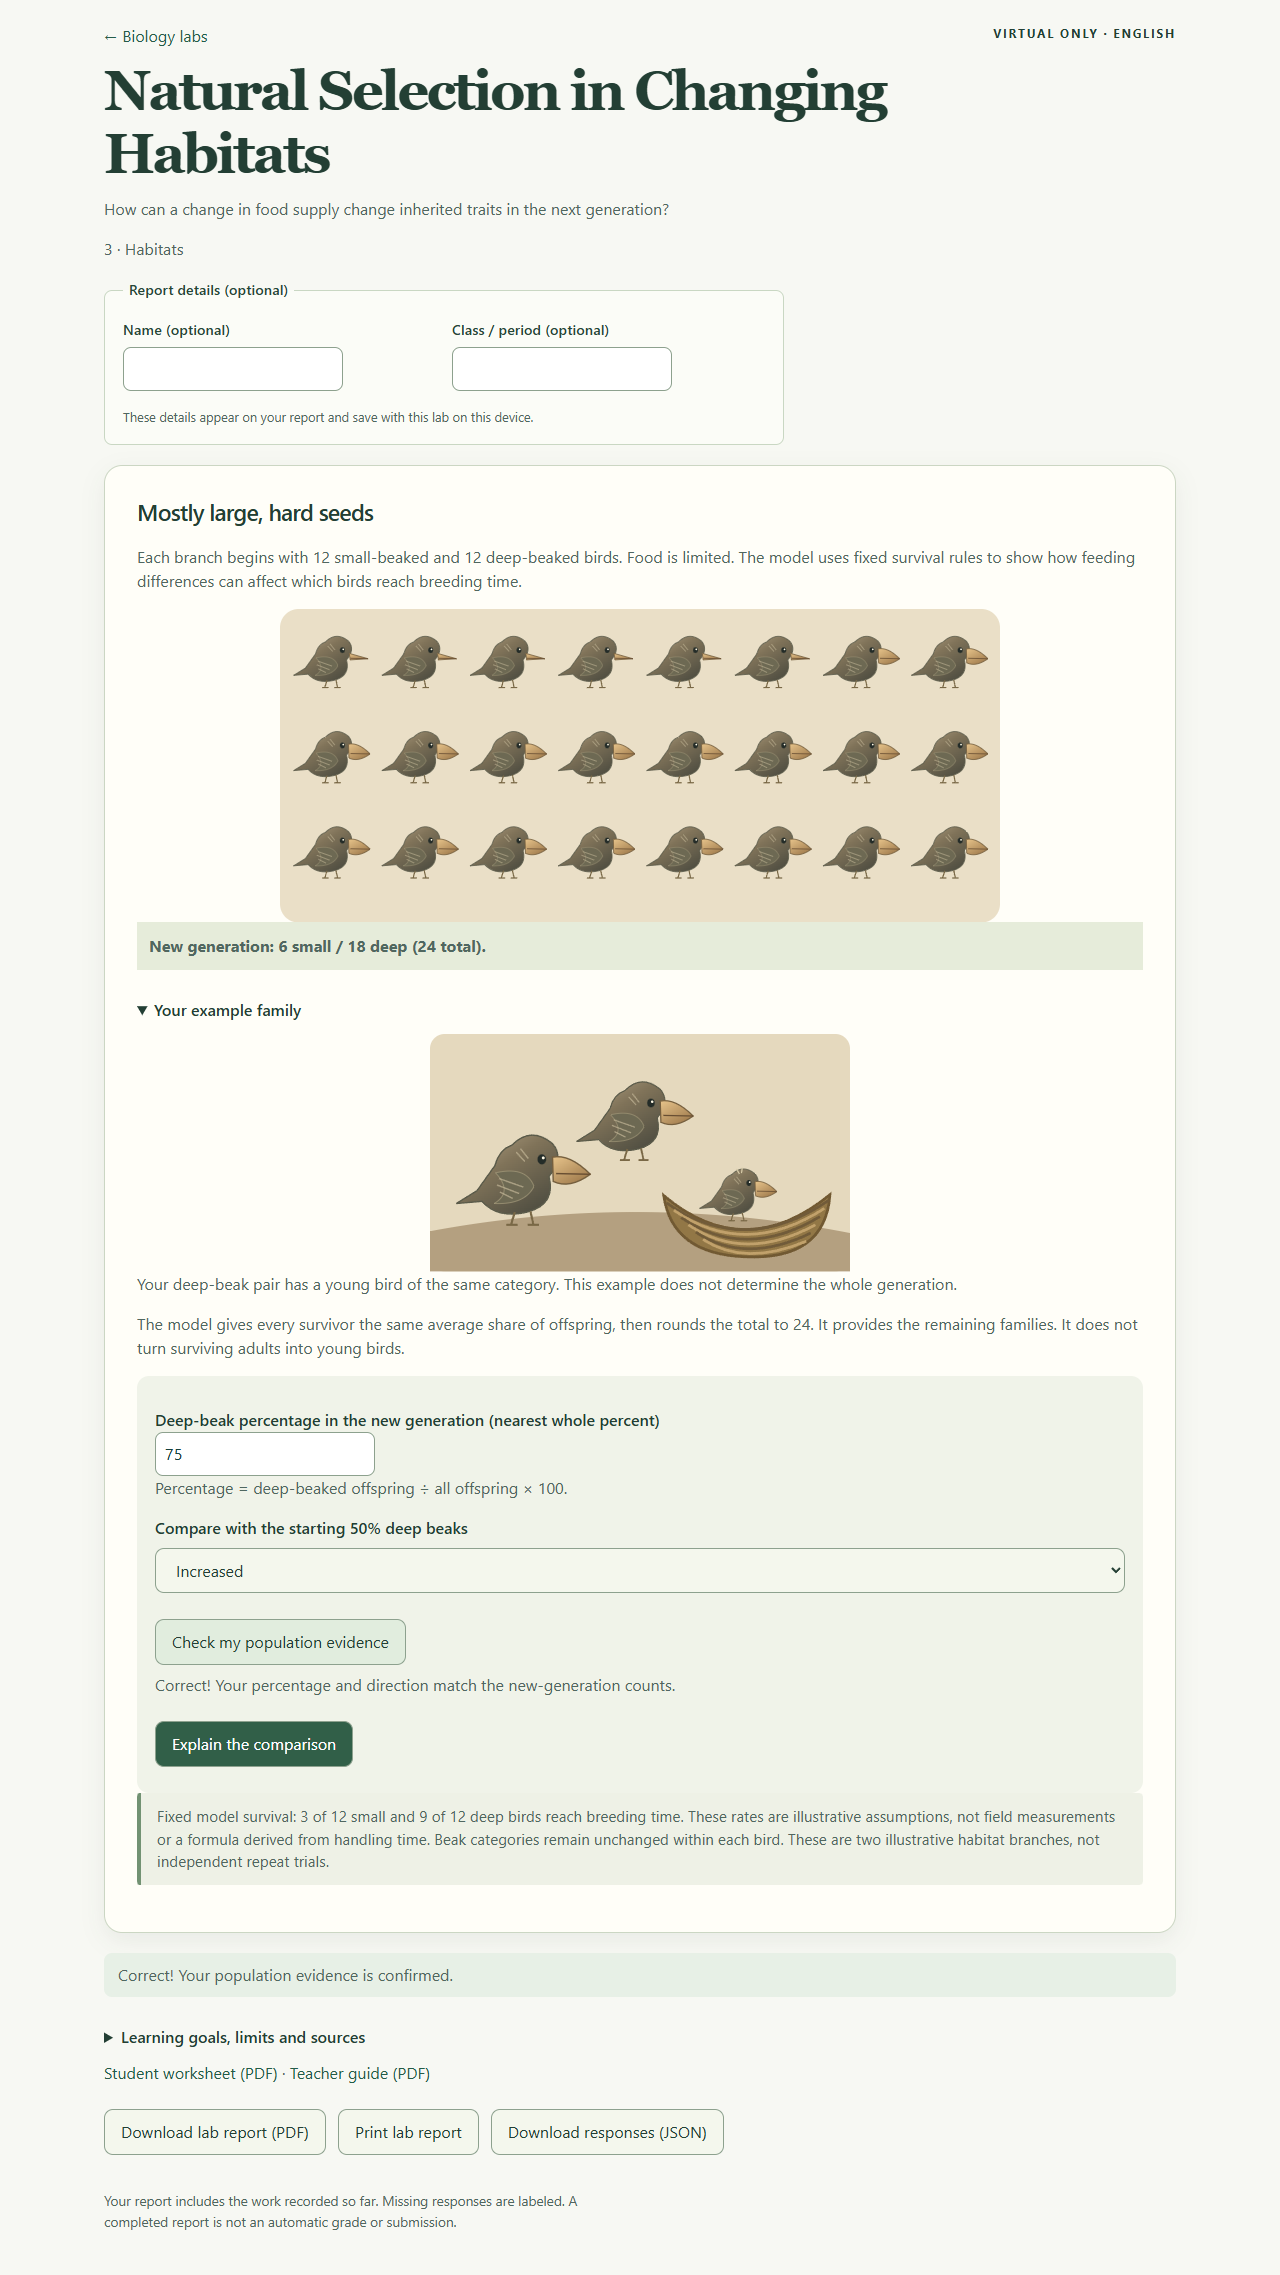 ← Biology labs
VIRTUAL ONLY · ENGLISH
Natural Selection in Changing
Habitats
How can a change in food supply change inherited traits in the next generation?
3 · Habitats
Report details (optional)
Name (optional)
Class / period (optional)
These details appear on your report and save with this lab on this device.
Mostly large, hard seeds
Each branch begins with 12 small-beaked and 12 deep-beaked birds. Food is limited. The model uses fixed survival rules to show how feeding
differences can affect which birds reach breeding time.
New generation: 6 small / 18 deep (24 total).
▼ Your example family
Your deep-beak pair has a young bird of the same category. This example does not determine the whole generation.
The model gives every survivor the same average share of offspring, then rounds the total to 24. It provides the remaining families. It does not
turn surviving adults into young birds.
Deep-beak percentage in the new generation (nearest whole percent)
75
Percentage = deep-beaked offspring ÷ all offspring × 100.
Compare with the starting 50% deep beaks
Increased
Check my population evidence
Correct! Your percentage and direction match the new-generation counts.
Explain the comparison
Fixed model survival: 3 of 12 small and 9 of 12 deep birds reach breeding time. These rates are illustrative assumptions, not field measurements
or a formula derived from handling time. Beak categories remain unchanged within each bird. These are two illustrative habitat branches, not
independent repeat trials.
Correct! Your population evidence is confirmed.
▶ Learning goals, limits and sources
Student worksheet (PDF) · Teacher guide (PDF)
Download lab report (PDF)
Print lab report
Download responses (JSON)
Your report includes the work recorded so far. Missing responses are labeled. A
completed report is not an automatic grade or submission.